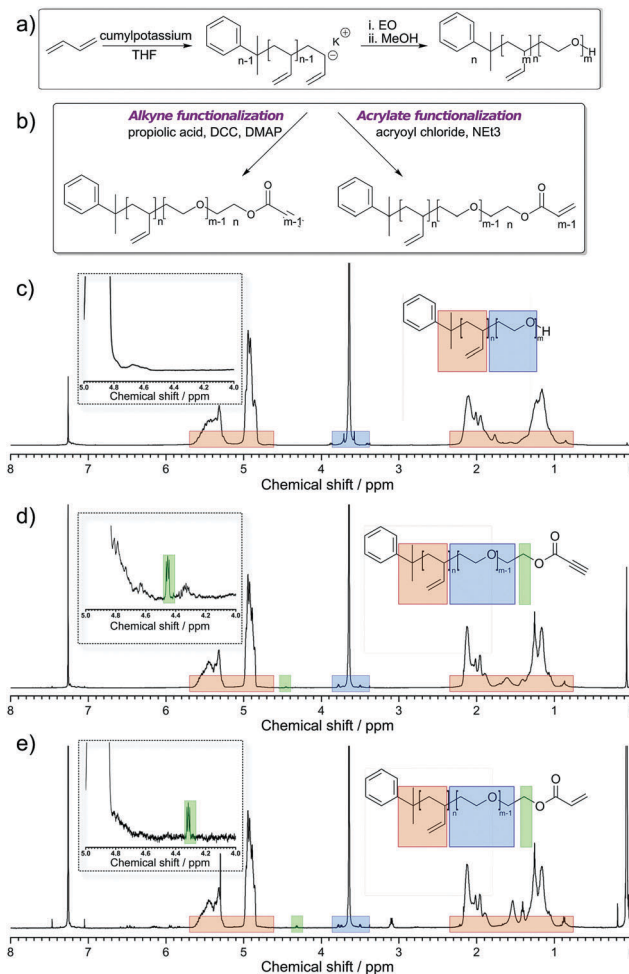 a)
cumylpotassium
THF
n-1
n-1
K
⊕
⊖
i. EO
ii. MeOH
n
m
n
O
H
m
b)
Alkyne functionalization
propiolic acid, DCC, DMAP
Acrylate functionalization
acryoyl chloride, NEt3
n
O
m-1
n
O
O
m-1
n
O
m-1
n
O
O
m-1
c)
5.0 4.8 4.6 4.4 4.2 4.0
Chemical shift / ppm
n
O
H
m
8 7 6 5 4 3 2 1
Chemical shift / ppm
d)
5.0 4.8 4.6 4.4 4.2 4.0
Chemical shift / ppm
n
O
m-1
O
O
8 7 6 5 4 3 2 1
Chemical shift / ppm
e)
5.0 4.8 4.6 4.4 4.2 4.0
Chemical shift / ppm
n
O
m-1
O
O
8 7 6 5 4 3 2 1
Chemical shift / ppm